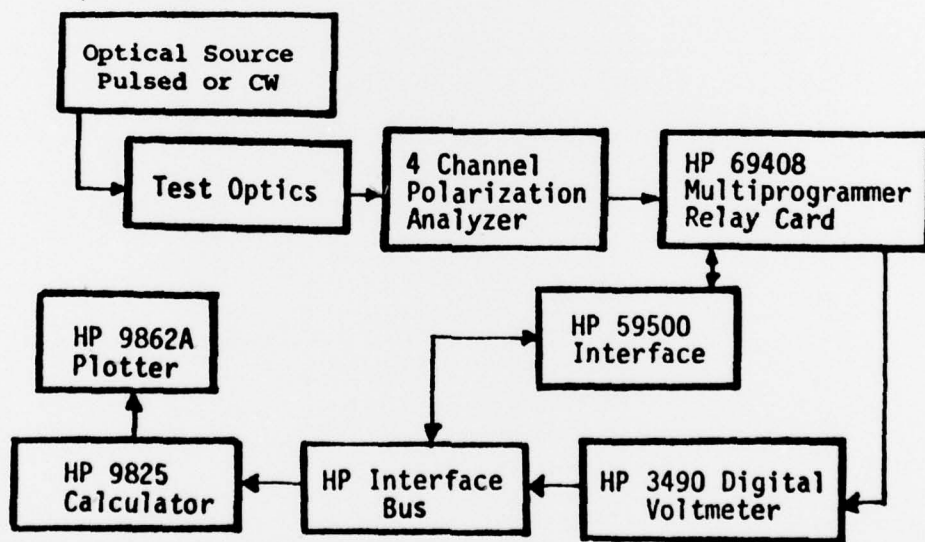 Optical Source
Pulsed or CW
Test Optics
4 Channel
Polarization
Analyzer
HP 69408
Multiprogrammer
Relay Card
HP 9862A
Plotter
HP 59500
Interface
HP 9825
Calculator
HP Interface
Bus
HP 3490 Digital
Voltmeter